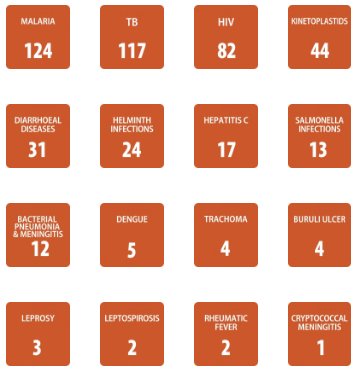 MALARIA
124
TB
117
HIV
82
KINETOPLASTIDS
44
DIARRHOEAL
DISEASES
31
HELMINTH
INFECTIONS
24
HEPATITIS C
17
SALMONELLA
INFECTIONS
13
BACTERIAL
PNEUMONIA
& MENINGITIS
12
DENGUE
5
TRACHOMA
4
BURULI ULCER
4
LEPROSY
3
LEPTOSPIROSIS
2
RHEUMATIC
FEVER
2
CRYPTOCOCCAL
MENINGITIS
1